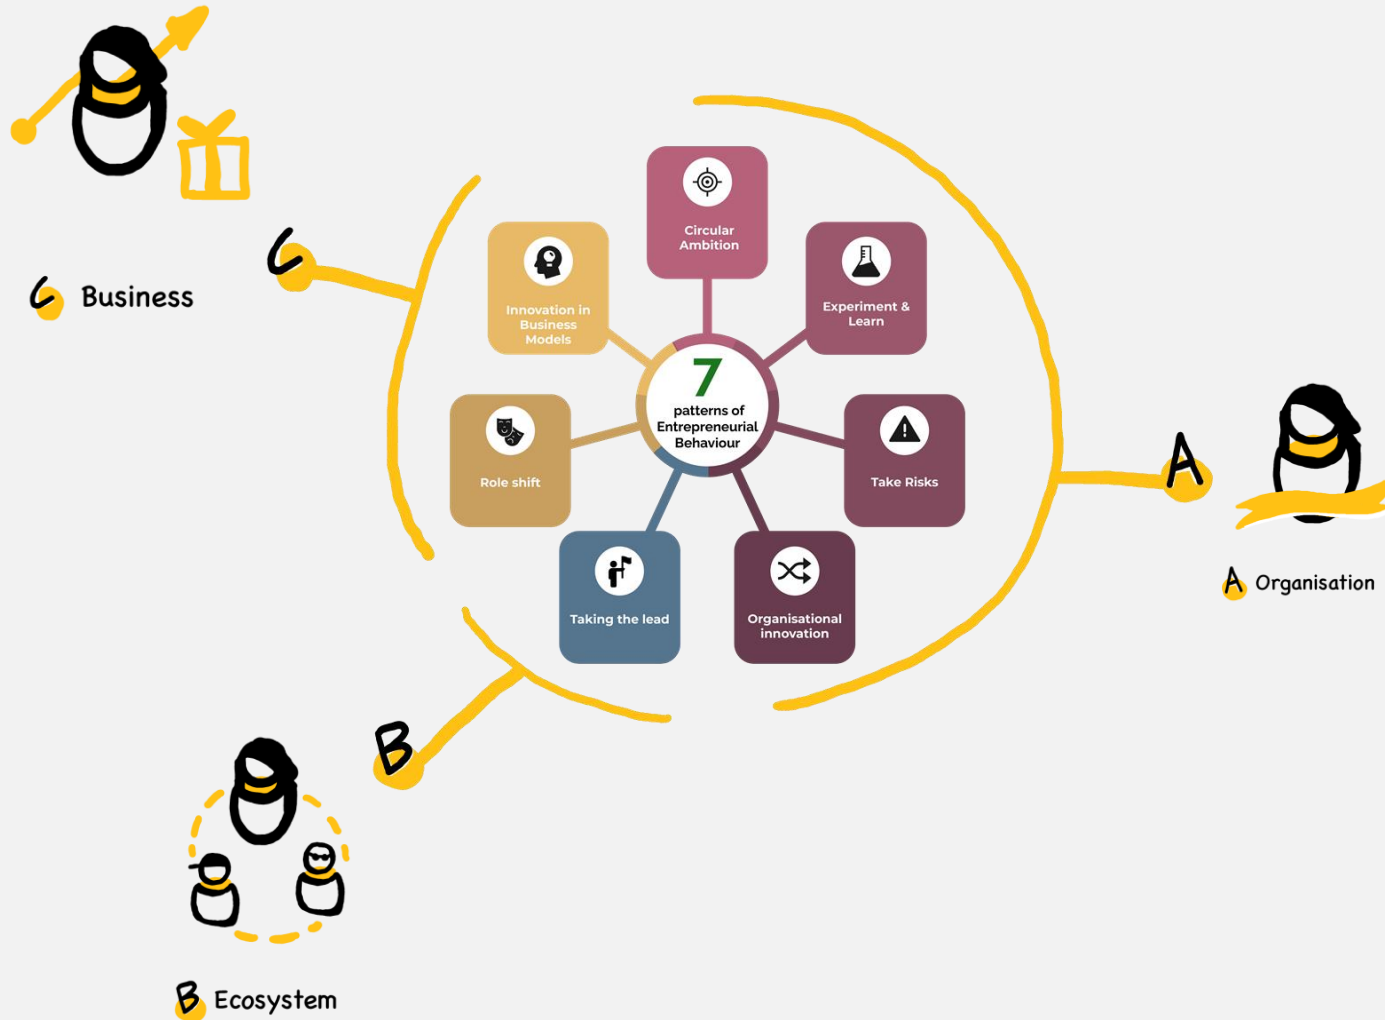 Circular
Ambition
Innovation in
Business
Models
Experiment &
Learn
C
C Business
7
patterns of
Entrepreneurial
Behaviour
Role shift
Take Risks
A
A Organisation
Taking the lead
Organisational
innovation
B
B Ecosystem